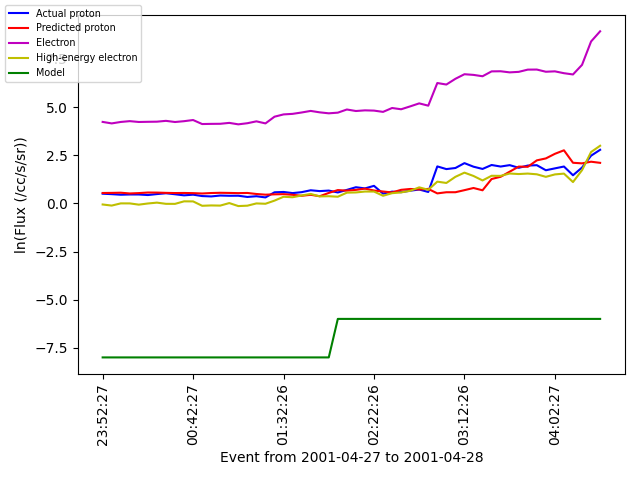 Actual proton
Predicted proton
Electron
High-energy electron
Model
5.0
2.5
0.0
−2.5
−5.0
−7.5
ln(Flux (/cc/s/sr))
23:52:27
00:42:27
01:32:26
02:22:26
03:12:26
04:02:27
Event from 2001-04-27 to 2001-04-28